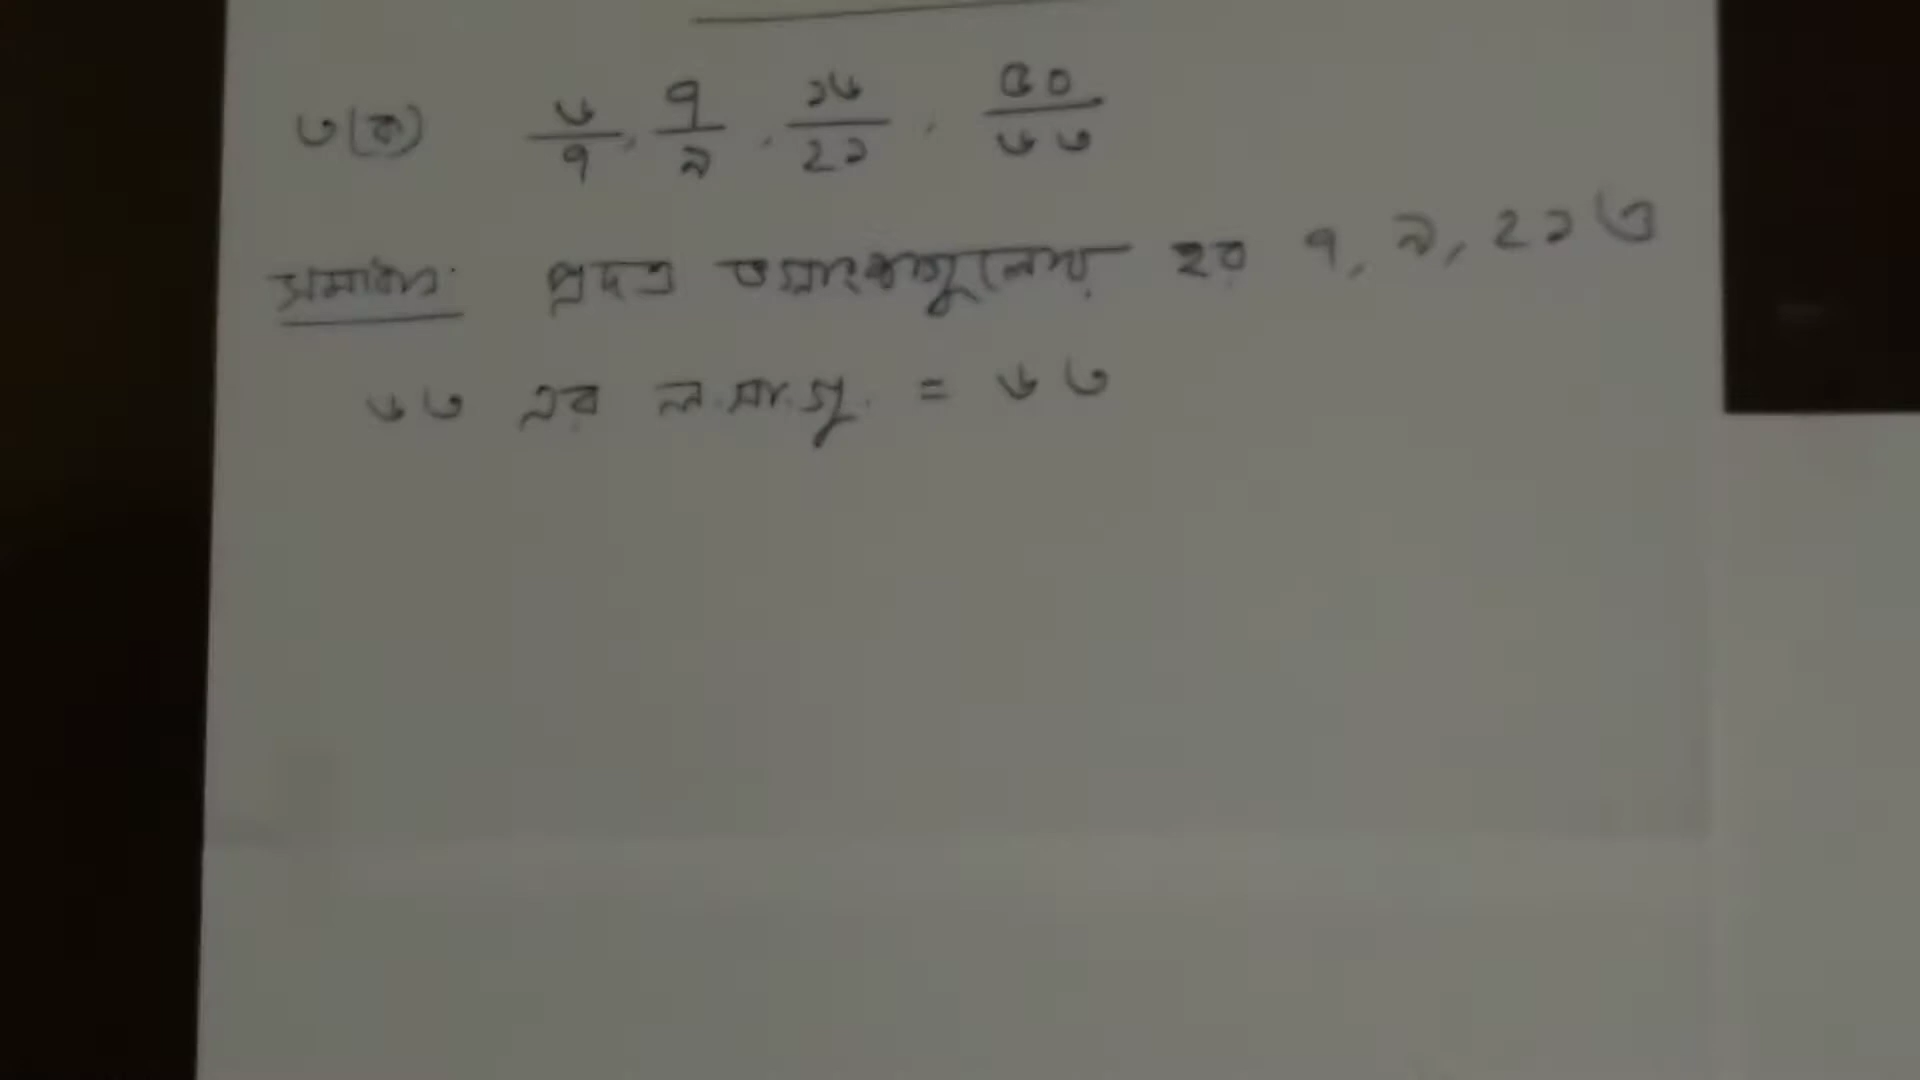 ৩(ক) ৬/৭, ৭/৯, ১৬/২১, ৫০/৬৩
সমাধান: প্রদত্ত ভগ্নাংশগুলোর হর ৭, ৯, ২১ ও
৬৩ এর ল.সা.গু. = ৬৩